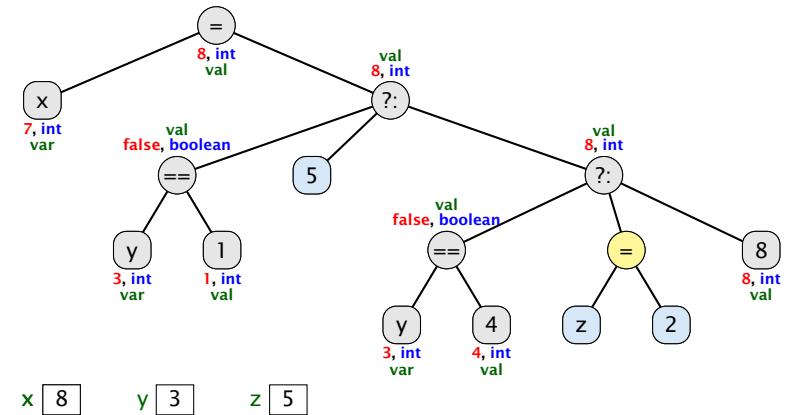 =
8, int
val
val
8, int
?:
x
7, int
var
val
false, boolean
==
5
val
8, int
?:
y
3, int
var
1
1, int
val
val
false, boolean
==
=
8
8, int
val
y
3, int
var
4
4, int
val
z
2
x 8 y 3 z 5